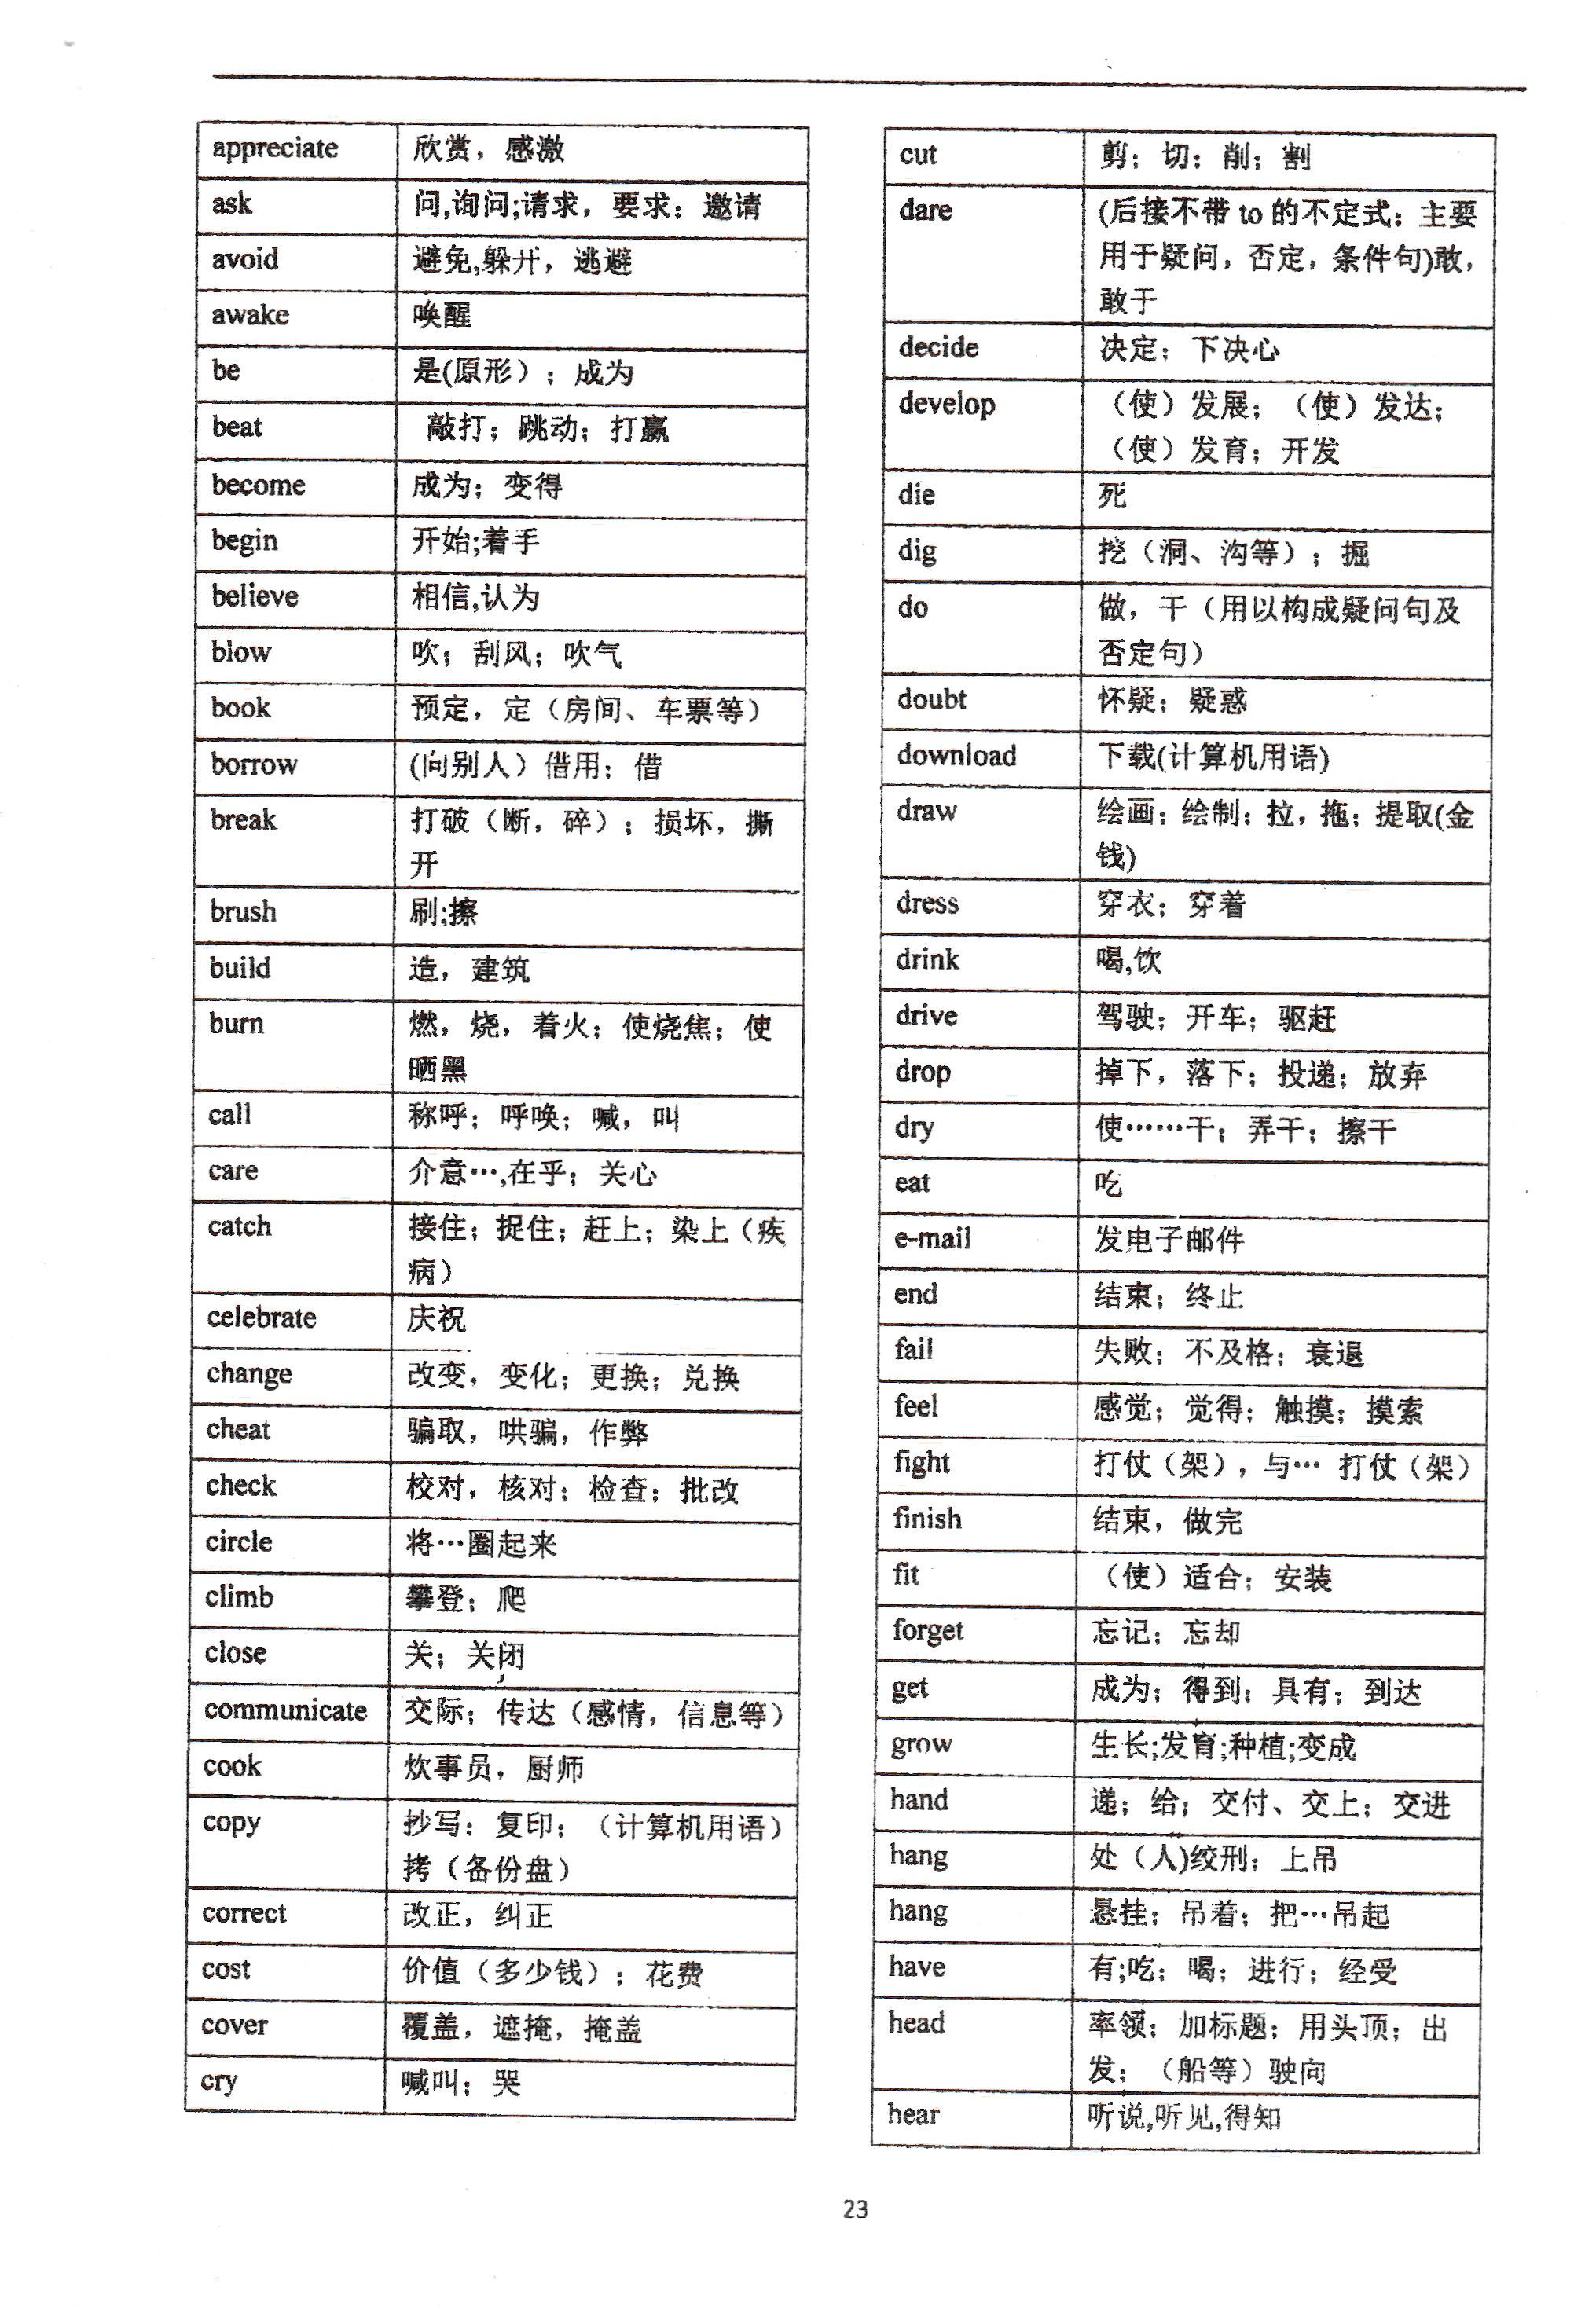 appreciate 欣赏，感激
ask 问,询问;请求，要求；邀请
avoid 避免,躲开，逃避
awake 唤醒
be 是(原形）；成为
beat 敲打；跳动；打赢
become 成为；变得
begin 开始;着手
believe 相信,认为
blow 吹；刮风；吹气
book 预定，定（房间、车票等）
borrow (向别人）借用；借
break 打破（断，碎）；损坏，撕
开
brush 刷;擦
build 造，建筑
burn 燃，烧，着火；使烧焦；使
晒黑
call 称呼；呼唤；喊，叫
care 介意…,在乎；关心
catch 接住；捉住；赶上；染上（疾
病）
celebrate 庆祝
change 改变，变化；更换；兑换
cheat 骗取，哄骗，作弊
check 校对，核对；检查；批改
circle 将…圈起来
climb 攀登；爬
close 关；关闭
communicate 交际；传达（感情，信息等）
cook 炊事员，厨师
copy 抄写；复印；（计算机用语）
拷（备份盘）
correct 改正，纠正
cost 价值（多少钱）；花费
cover 覆盖，遮掩，掩盖
cry 喊叫；哭
cut 剪；切；削；割
dare (后接不带 to 的不定式；主要
用于疑问，否定，条件句)敢，
敢于
decide 决定；下决心
develop （使）发展；（使）发达；
（使）发育；开发
die 死
dig 挖（洞、沟等）；掘
do 做，干（用以构成疑问句及
否定句）
doubt 怀疑；疑惑
download 下载(计算机用语)
draw 绘画；绘制；拉，拖；提取(金
钱)
dress 穿衣；穿着
drink 喝,饮
drive 驾驶；开车；驱赶
drop 掉下，落下；投递；放弃
dry 使……干；弄干；擦干
eat 吃
e-mail 发电子邮件
end 结束；终止
fail 失败；不及格；衰退
feel 感觉；觉得；触摸；摸索
fight 打仗（架），与… 打仗（架）
finish 结束，做完
fit （使）适合；安装
forget 忘记；忘却
get 成为；得到；具有；到达
grow 生长;发育;种植;变成
hand 递；给；交付、交上；交进
hang 处（人)绞刑；上吊
hang 悬挂；吊着；把…吊起
have 有;吃；喝；进行；经受
head 率领；加标题；用头顶；出
发；（船等）驶向
hear 听说,听见,得知
23